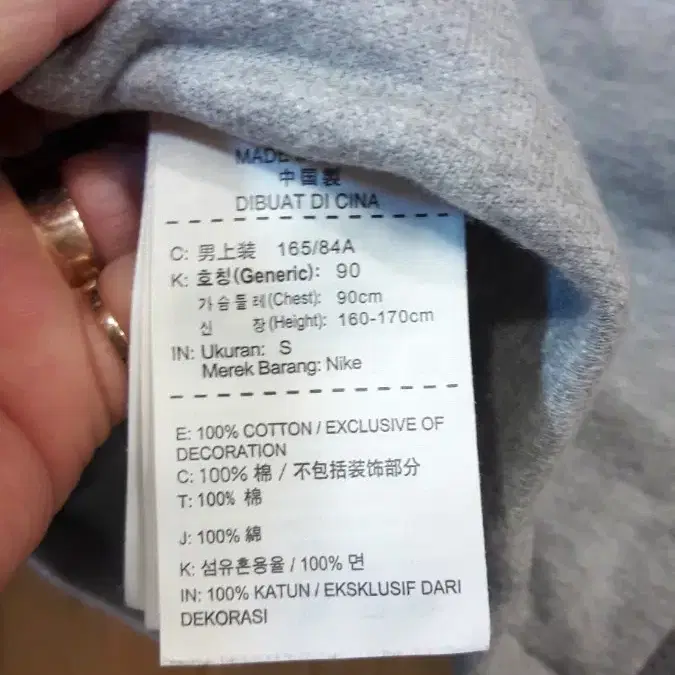 MADE
中国製
DIBUAT DI CINA
C: 男上装 165/84A
K: 호칭(Generic): 90
가슴둘레(Chest): 90cm
신 장(Height): 160-170cm
IN: Ukuran: S
Merek Barang: Nike
E: 100% COTTON / EXCLUSIVE OF
DECORATION
C: 100% 棉 / 不包括装饰部分
T: 100% 棉
J: 100% 綿
K: 섬유혼용율 / 100% 면
IN: 100% KATUN / EKSKLUSIF DARI
DEKORASI